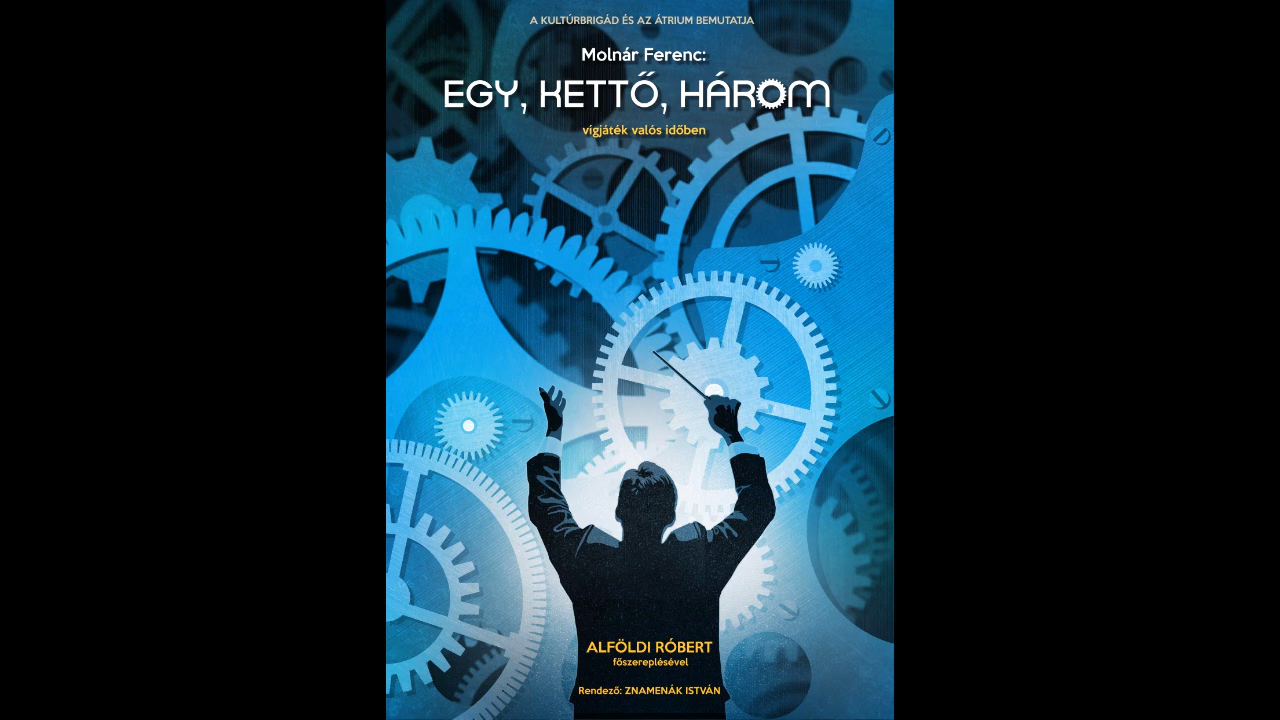 A KULTÚRBRIGÁD ÉS AZ ÁTRIUM BEMUTATJA
Molnár Ferenc:
EGY, KETTŐ, HÁROM
vígjáték valós időben
ALFÖLDI RÓBERT
főszereplésével
Rendező: ZNAMENÁK ISTVÁN